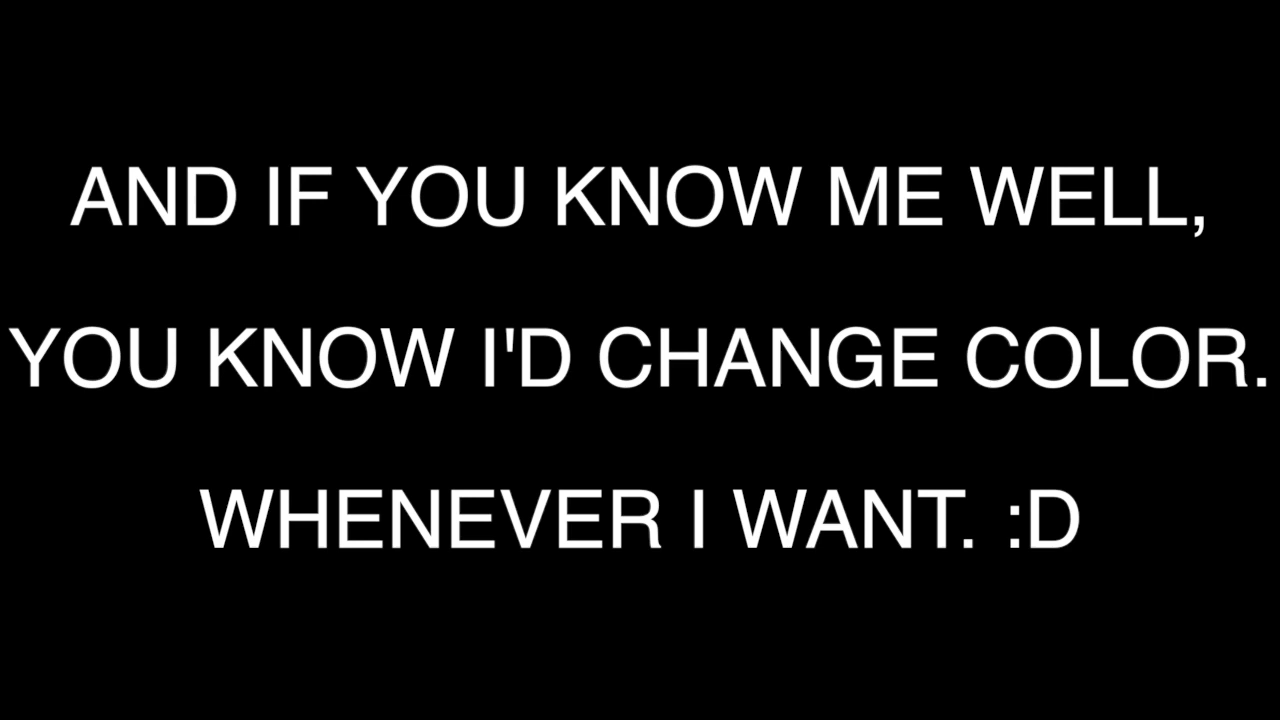 AND IF YOU KNOW ME WELL,
YOU KNOW I'D CHANGE COLOR.
WHENEVER I WANT. :D